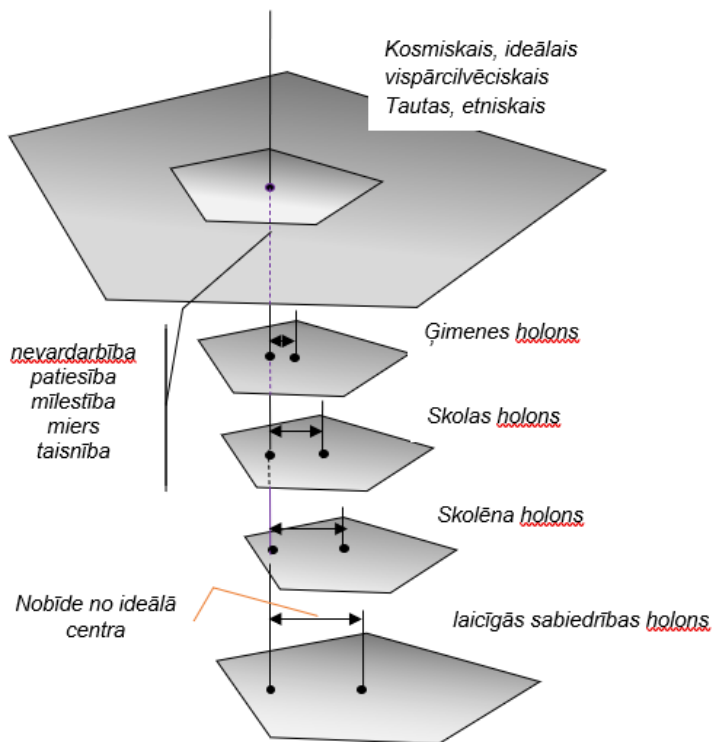 Kosmiskais, ideālais
vispārcilvēciskais
Tautas, etniskais
Ģimenes holons
nevardarbība
patiesība
mīlestība
miers
taisnība
Skolas holons
Skolēna holons
Nobīde no ideālā
centra
laicīgās sabiedrības holons